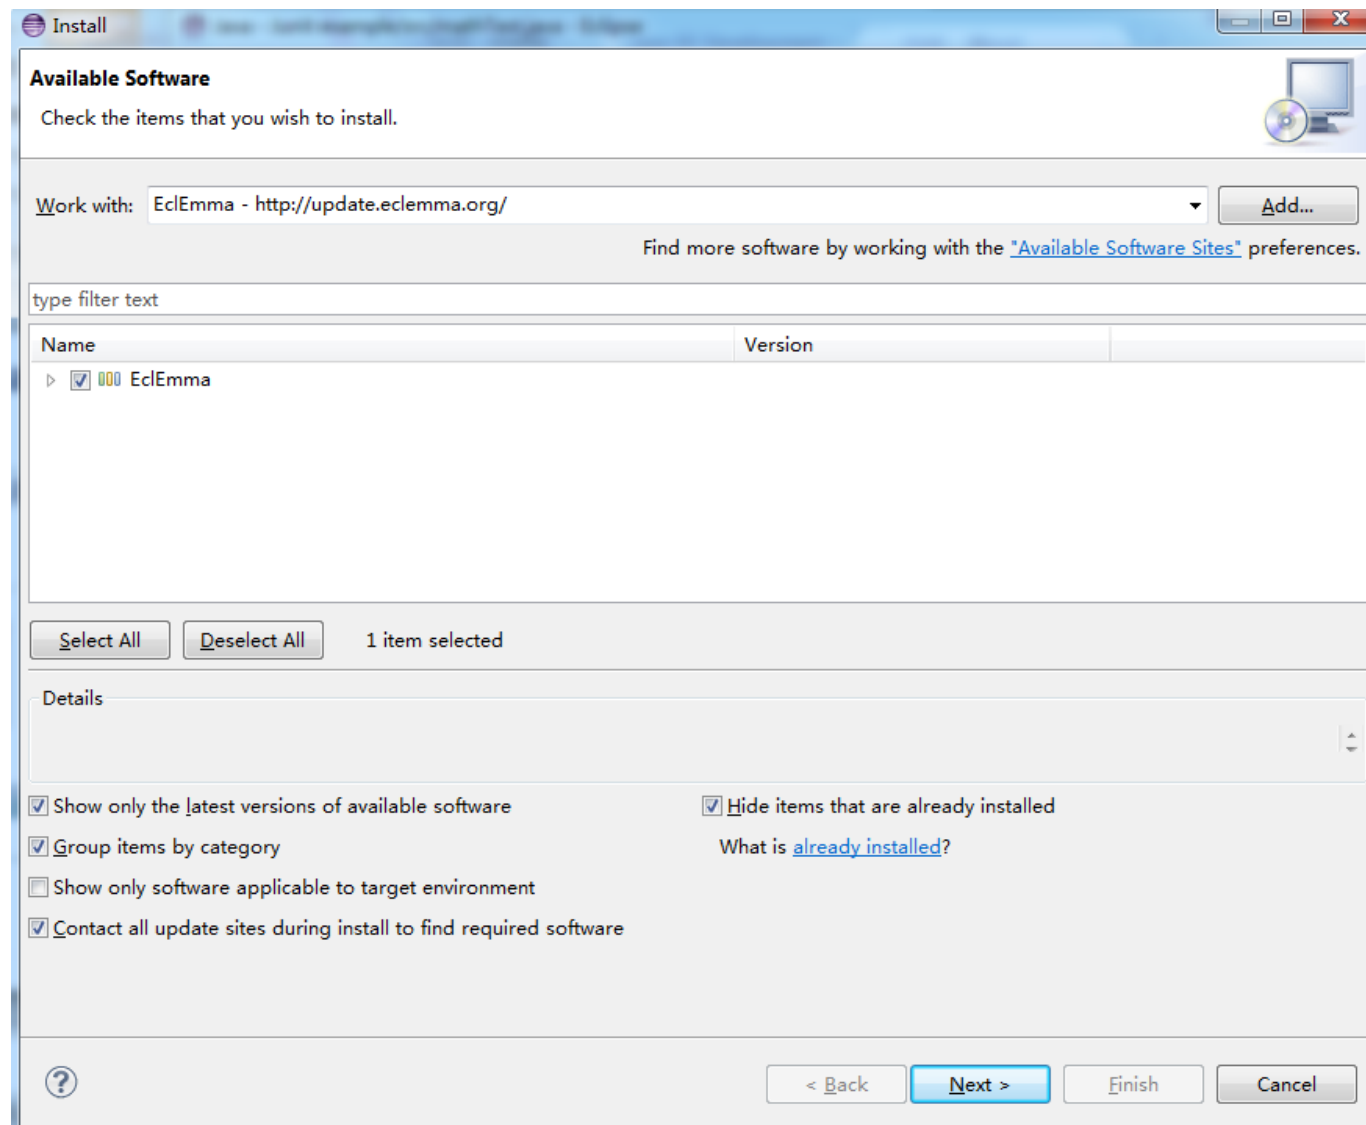 Install
Available Software
Check the items that you wish to install.
Work with: EclEmma - http://update.eclemma.org/ Add...
Find more software by working with the "Available Software Sites" preferences.
type filter text
Name Version
EclEmma
Select All Deselect All 1 item selected
Details
Show only the latest versions of available software Hide items that are already installed
Group items by category What is already installed?
Show only software applicable to target environment
Contact all update sites during install to find required software
< Back Next > Finish Cancel